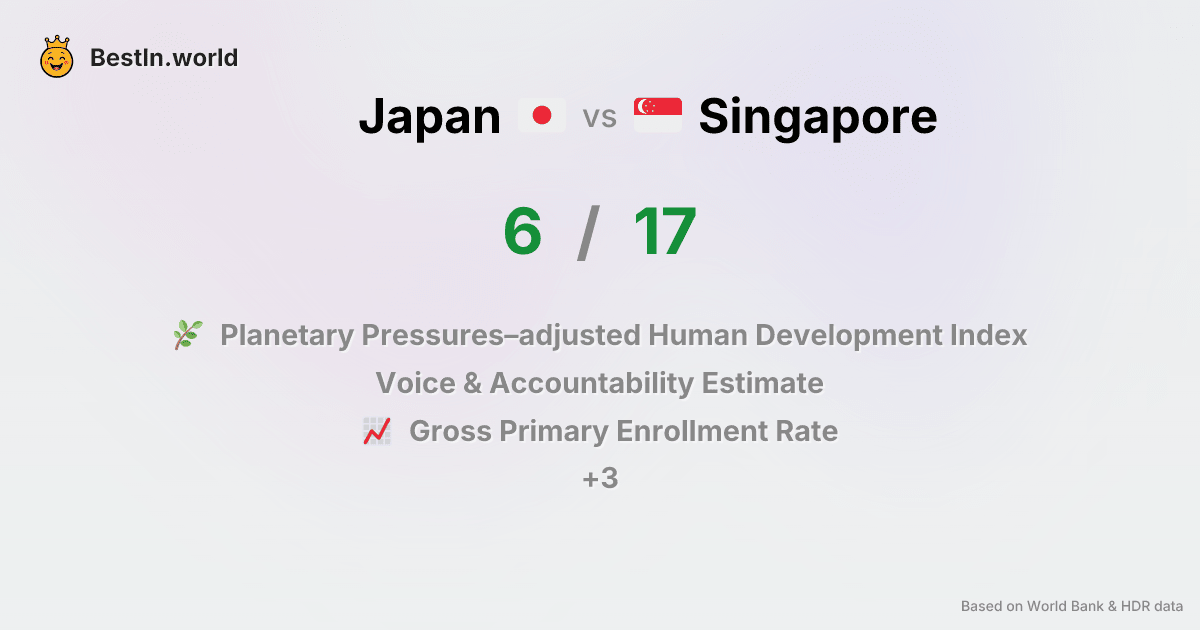 BestIn.world
Japan vs Singapore
6 / 17
Planetary Pressures–adjusted Human Development Index
Voice & Accountability Estimate
Gross Primary Enrollment Rate
+3
Based on World Bank & HDR data